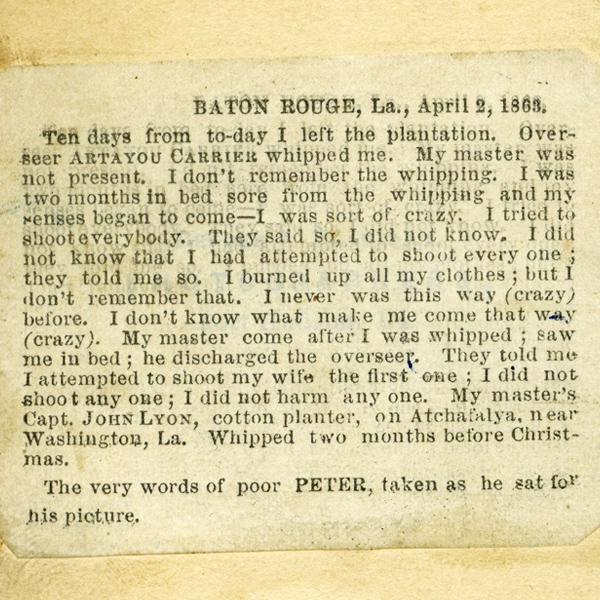 BATON ROUGE, La., April 2, 1863.
Ten days from to-day I left the plantation. Over-
seer ARTAYOU CARRIER whipped me. My master was
not present. I don't remember the whipping. I was
two months in bed sore from the whipping and my
senses began to come—I was sort of crazy. I tried to
shoot everybody. They said so, I did not know. I did
not know that I had attempted to shoot every one ;
they told me so. I burned up all my clothes ; but I
don't remember that. I never was this way (crazy)
before. I don't know what make me come that way
(crazy). My master come after I was whipped ; saw
me in bed ; he discharged the overseer. They told me
I attempted to shoot my wife the first one ; I did not
shoot any one ; I did not harm any one. My master's
Capt. JOHN LYON, cotton planter, on Atchafalya, near
Washington, La. Whipped two months before Christ-
mas.
The very words of poor PETER, taken as he sat for
his picture.